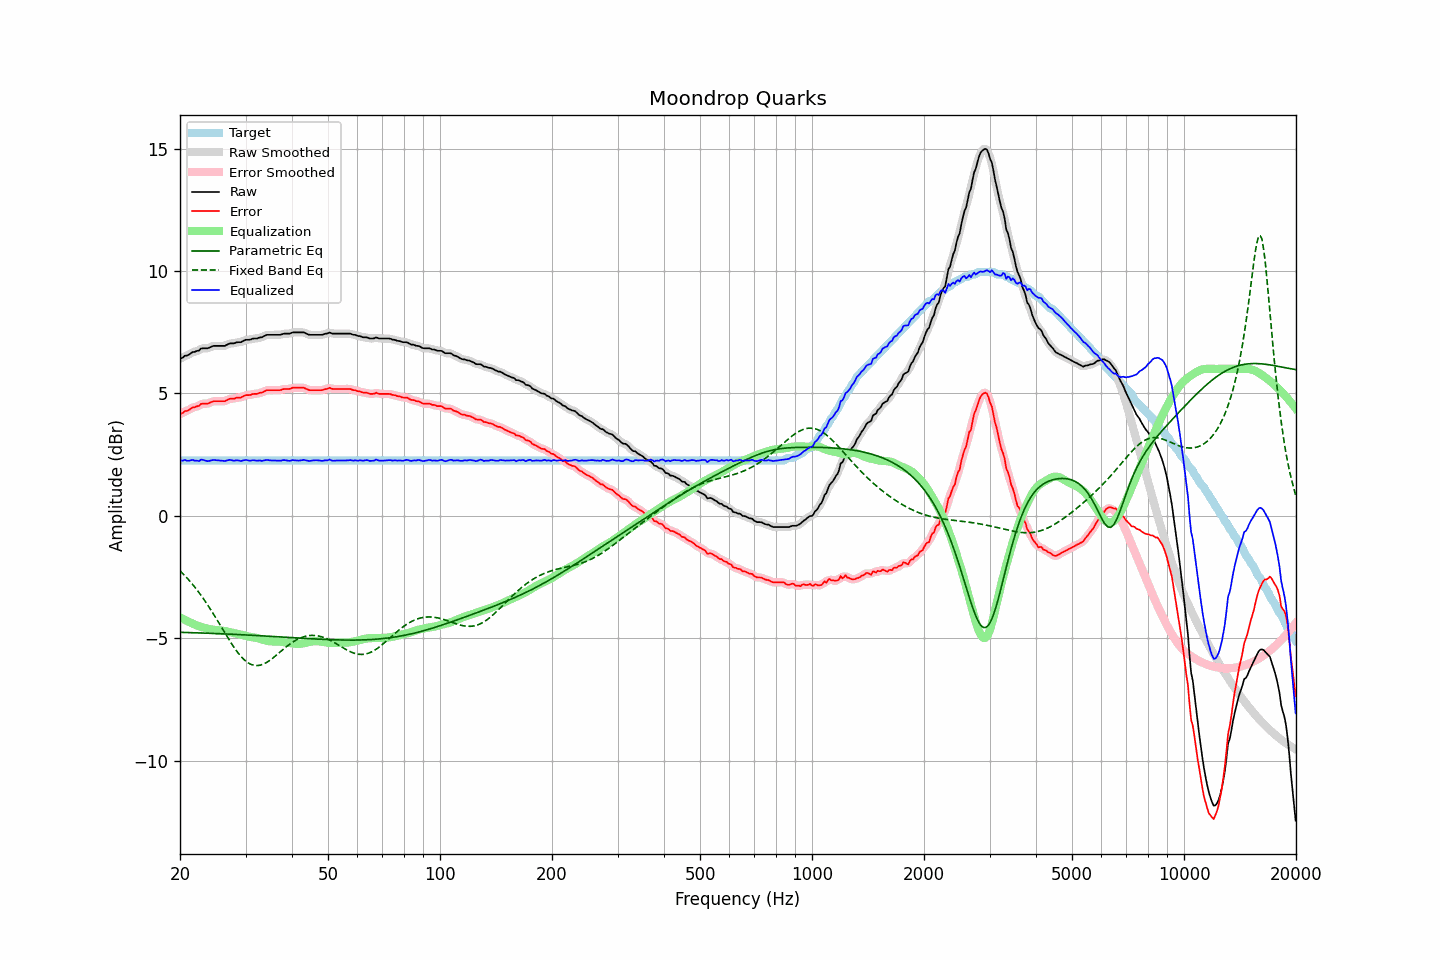 Moondrop Quarks
Target
Raw Smoothed
Error Smoothed
Raw
Error
Equalization
Parametric Eq
Fixed Band Eq
Equalized
15
10
5
0
−5
−10
Amplitude (dBr)
20 50 100 200 500 1000 2000 5000 10000 20000
Frequency (Hz)